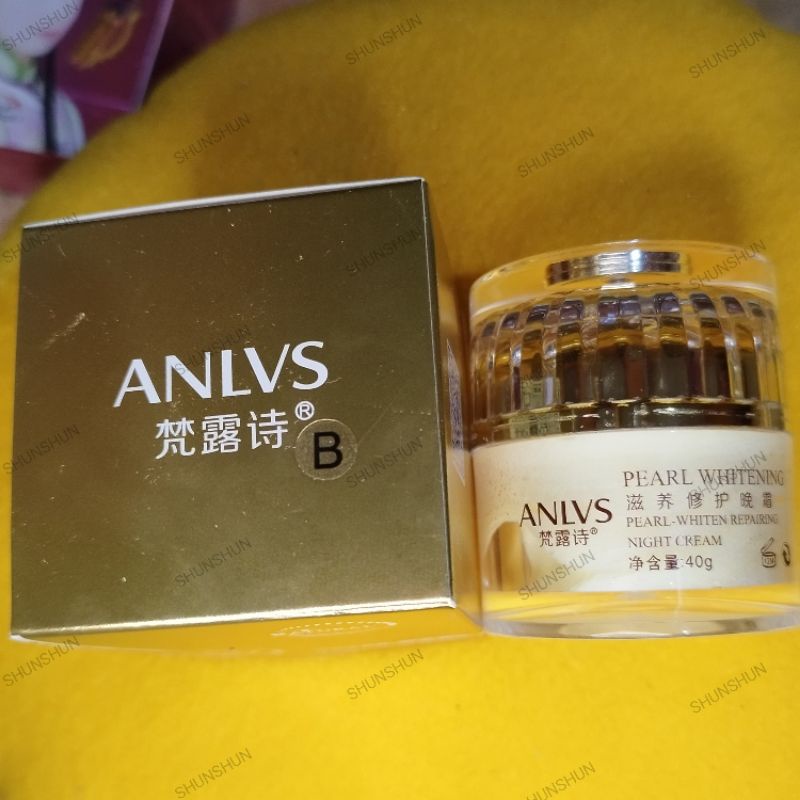 ANLVS
梵露诗®
B
PEARL WHITENING
滋养修护晚霜
ANLVS
梵露诗®
PEARL-WHITEN REPAIRING
NIGHT CREAM
净含量:40g
12M
SHUNSHUN